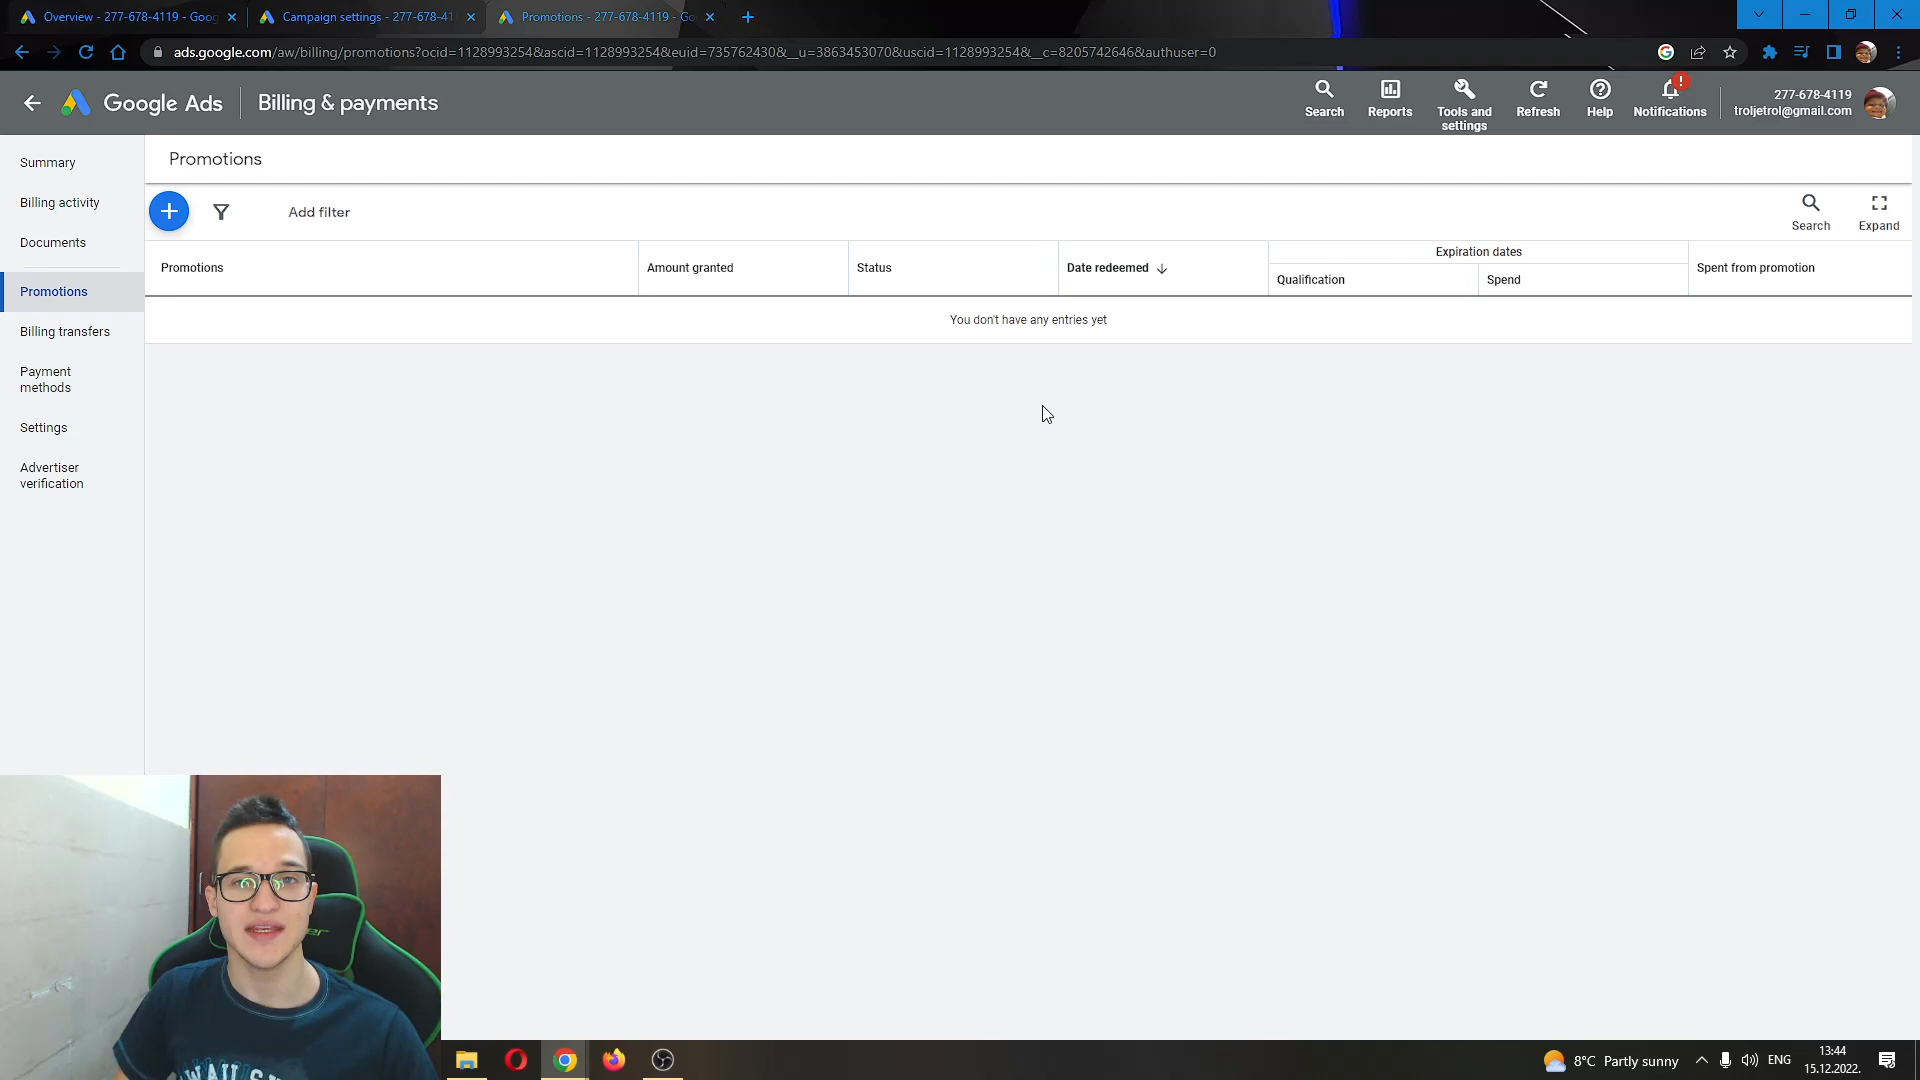 Overview - 277-678-4119 - Goog
Campaign settings - 277-678-41
Promotions - 277-678-4119 - Go
ads.google.com/aw/billing/promotions?ocid=1128993254&ascid=1128993254&euid=735762430&__u=3863453070&uscid=1128993254&__c=8205742646&authuser=0
Google Ads
Billing & payments
Search
Reports
Tools and
settings
Refresh
Help
!
Notifications
277-678-4119
troljetrol@gmail.com
Summary
Billing activity
Documents
Promotions
Billing transfers
Payment
methods
Settings
Advertiser
verification
Promotions
Add filter
Search
Expand
Promotions
Amount granted
Status
Date redeemed
Expiration dates
Qualification
Spend
Spent from promotion
You don't have any entries yet
8°C Partly sunny
ENG
13:44
15.12.2022.